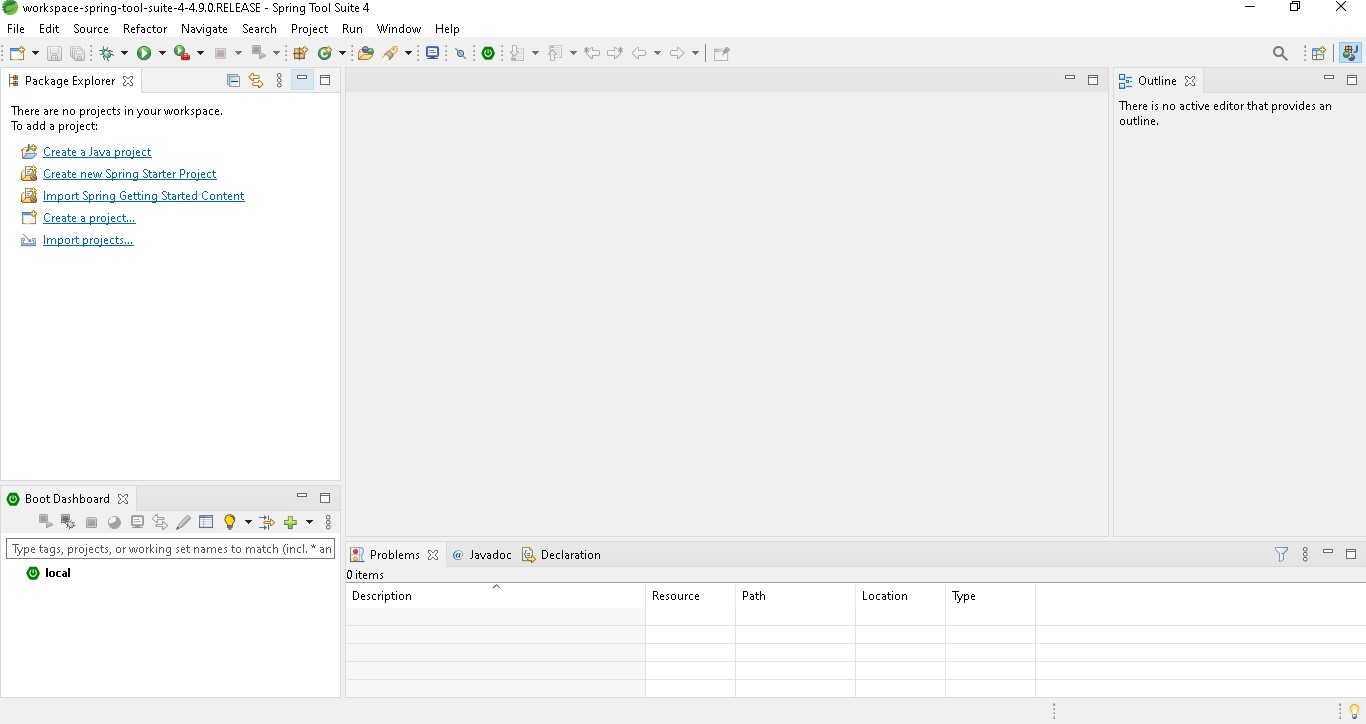 workspace-spring-tool-suite-4-4.9.0.RELEASE - Spring Tool Suite 4
File Edit Source Refactor Navigate Search Project Run Window Help
Package Explorer
There are no projects in your workspace.
To add a project:
Create a Java project
Create new Spring Starter Project
Import Spring Getting Started Content
Create a project...
Import projects...
Outline
There is no active editor that provides an
outline.
Boot Dashboard
Type tags, projects, or working set names to match (incl. * an
local
Problems @ Javadoc Declaration
0 items
Description Resource Path Location Type